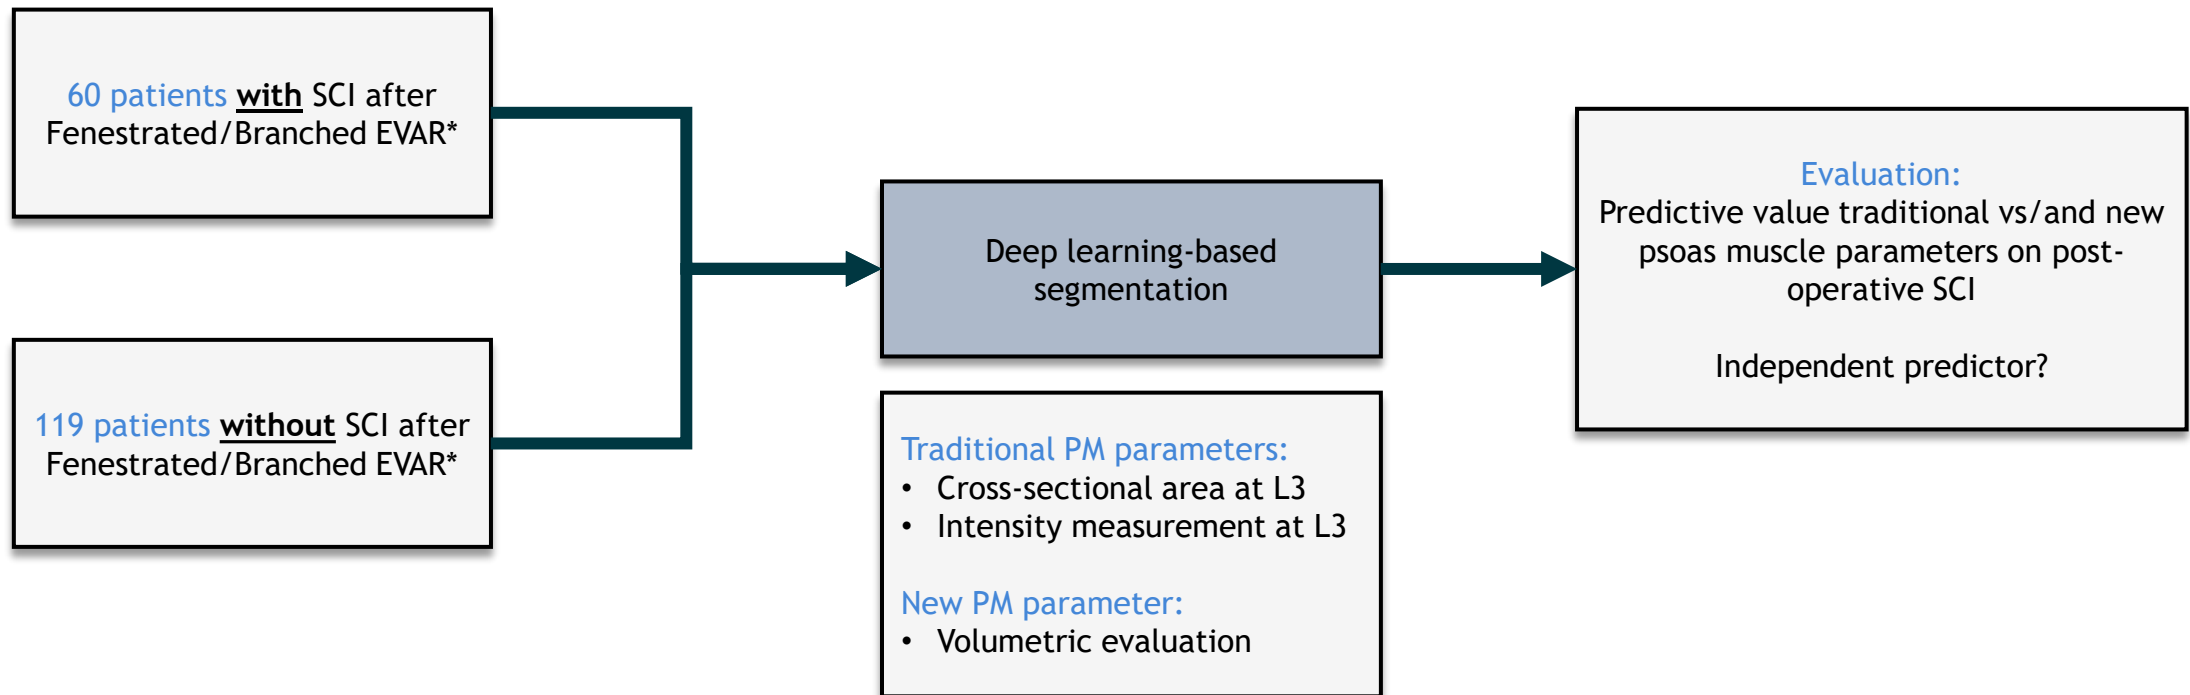 60 patients with SCI after
Fenestrated/Branched EVAR*
119 patients without SCI after
Fenestrated/Branched EVAR*
Deep learning-based
segmentation
Traditional PM parameters:
• Cross-sectional area at L3
• Intensity measurement at L3
New PM parameter:
• Volumetric evaluation
Evaluation:
Predictive value traditional vs/and new
psoas muscle parameters on post-
operative SCI
Independent predictor?